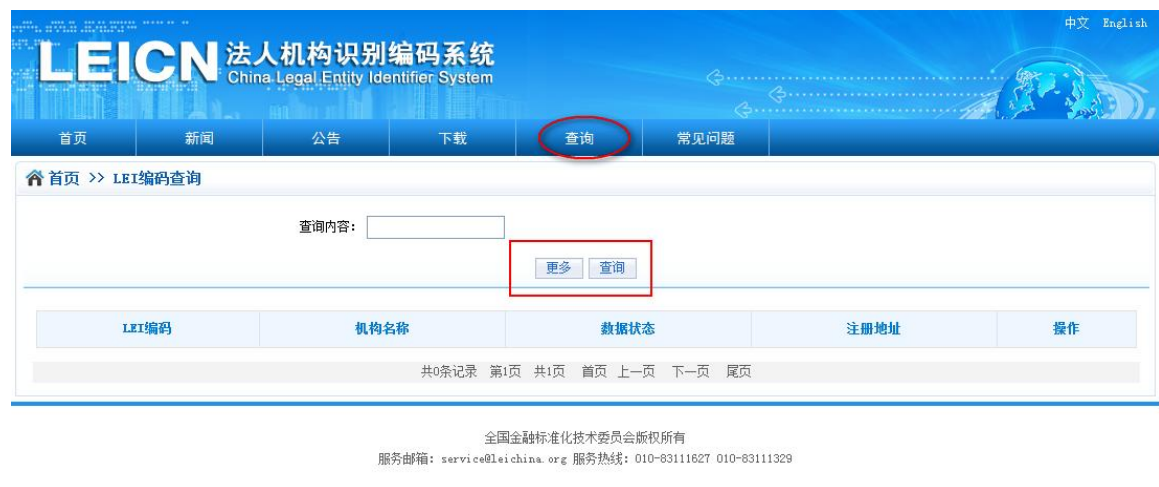 中文 English
LEICN 法人机构识别编码系统
China Legal Entity Identifier System
首页 新闻 公告 下载 查询 常见问题
首页 >> LEI编码查询
查询内容：
更多 查询
LEI编码 机构名称 数据状态 注册地址 操作
共0条记录 第1页 共1页 首页 上一页 下一页 尾页
全国金融标准化技术委员会版权所有
服务邮箱：service@leichina.org 服务热线：010-83111627 010-83111329